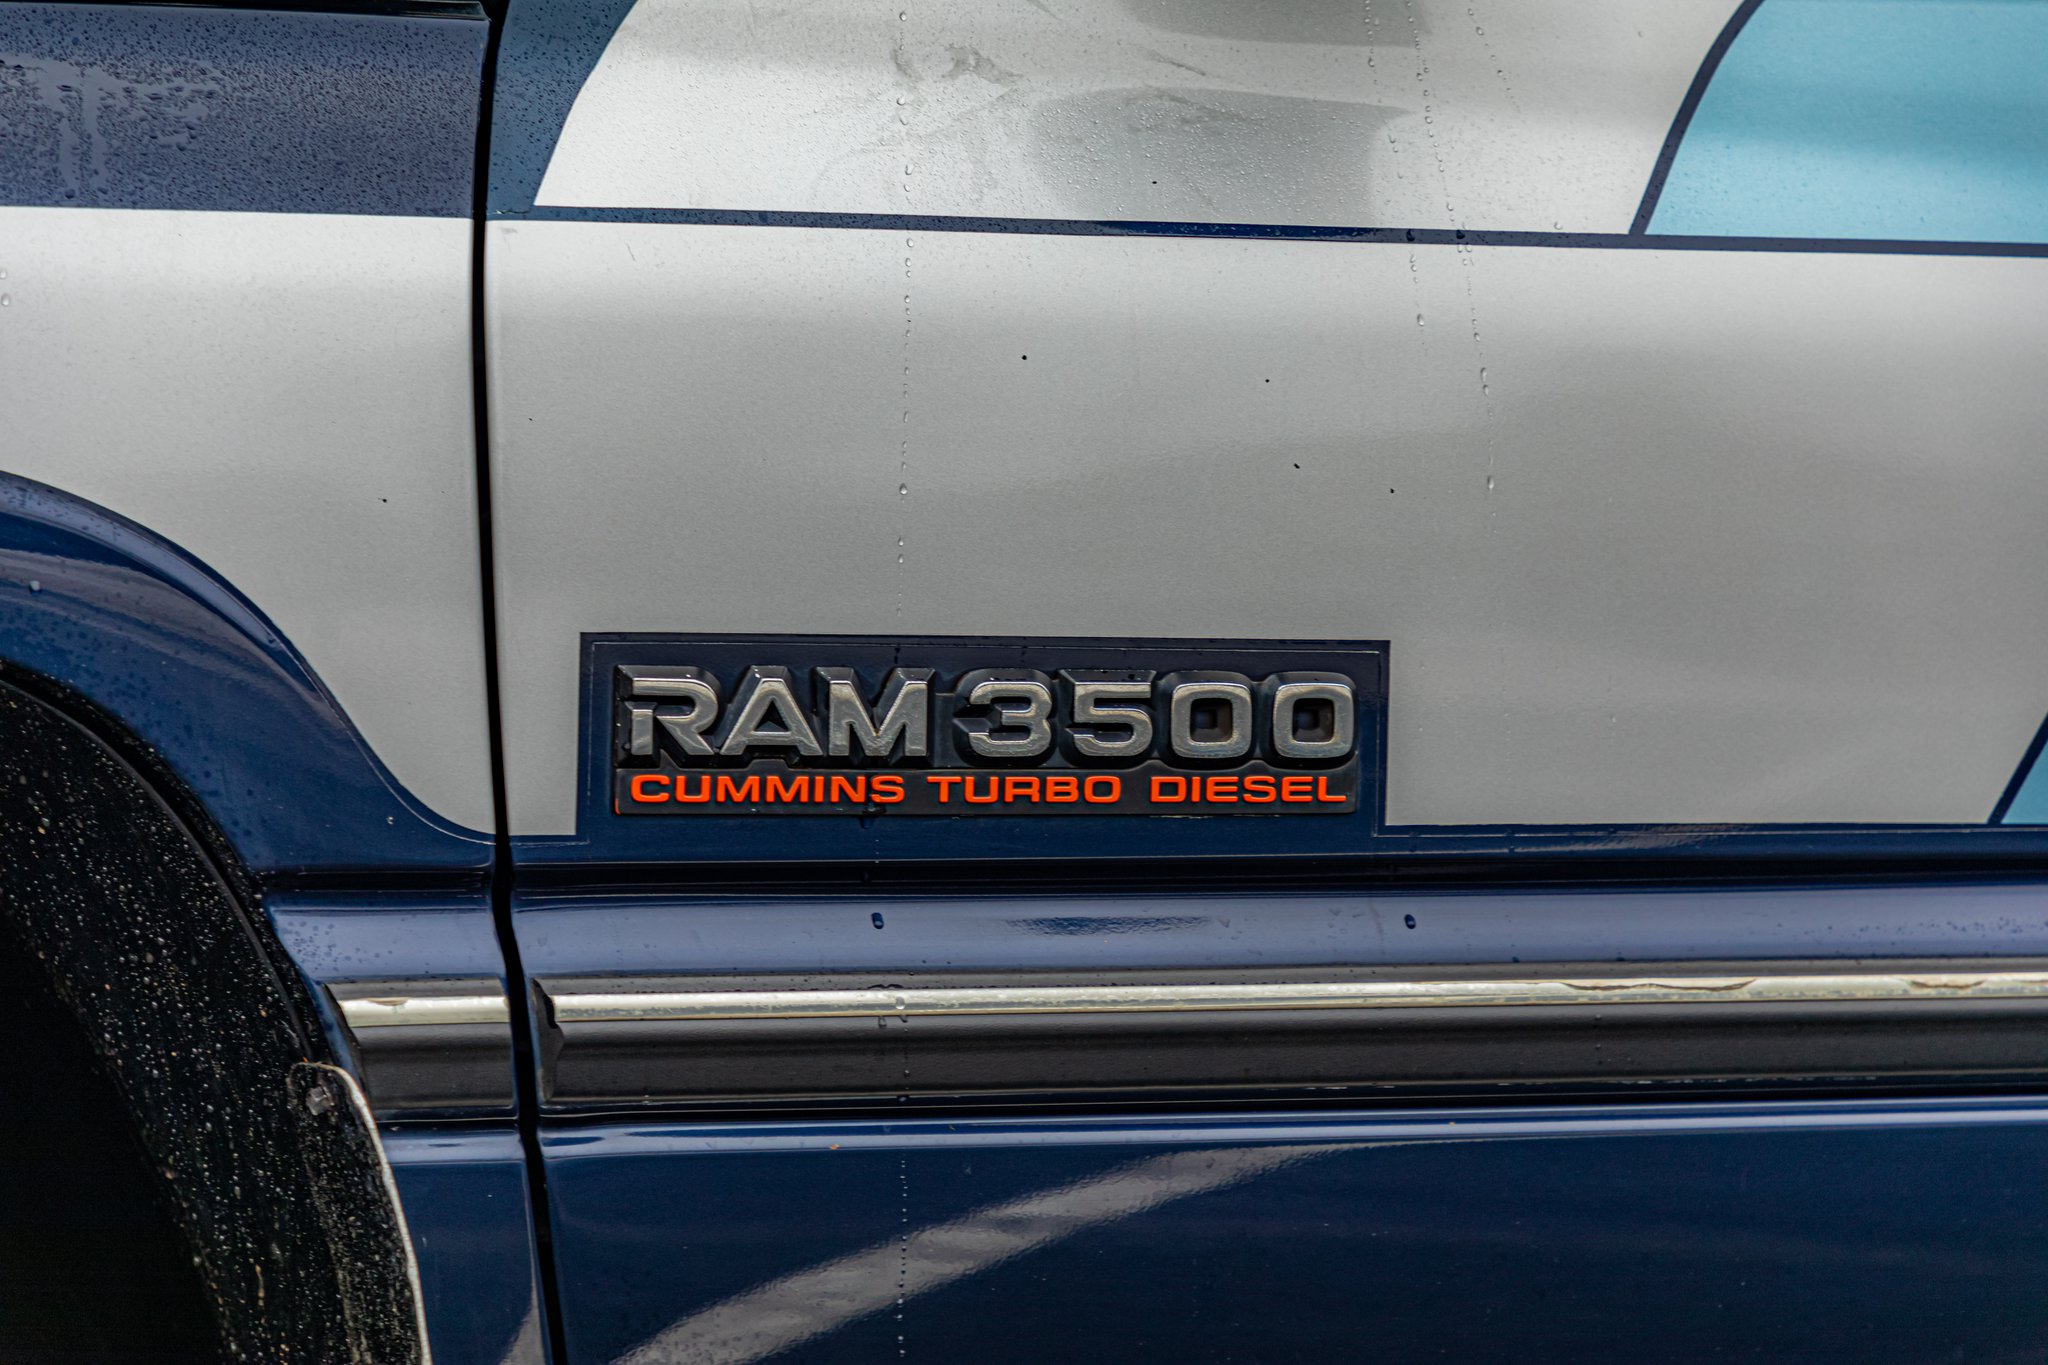 RAM 3500
CUMMINS TURBO DIESEL